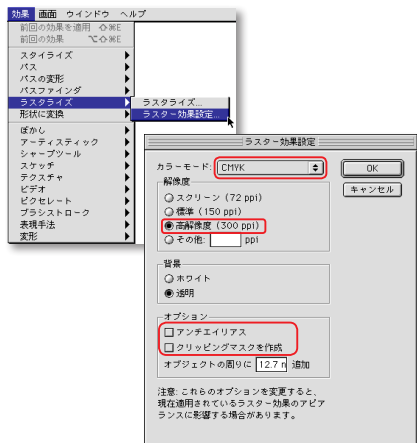 効果 画面 ウインドウ ヘルプ
前回の効果を適用 ⇧⌘E
前回の効果 ⌥⇧⌘E
スタイライズ
パス
パスの変形
パスファインダ
ラスタライズ
形状に変換
ラスタライズ...
ラスター効果設定...
ぼかし
アーティスティック
シャープツール
スケッチ
テクスチャ
ビデオ
ピクセレート
ブラシストローク
表現手法
変形
ラスター効果設定
カラーモード: CMYK
OK
キャンセル
解像度
スクリーン (72 ppi)
標準 (150 ppi)
高解像度 (300 ppi)
その他: ppi
背景
ホワイト
透明
オプション
アンチエイリアス
クリッピングマスクを作成
オブジェクトの周りに 12.7 n 追加
注意: これらのオプションを変更すると、
現在適用されているラスター効果のアピア
ランスに影響する場合があります。